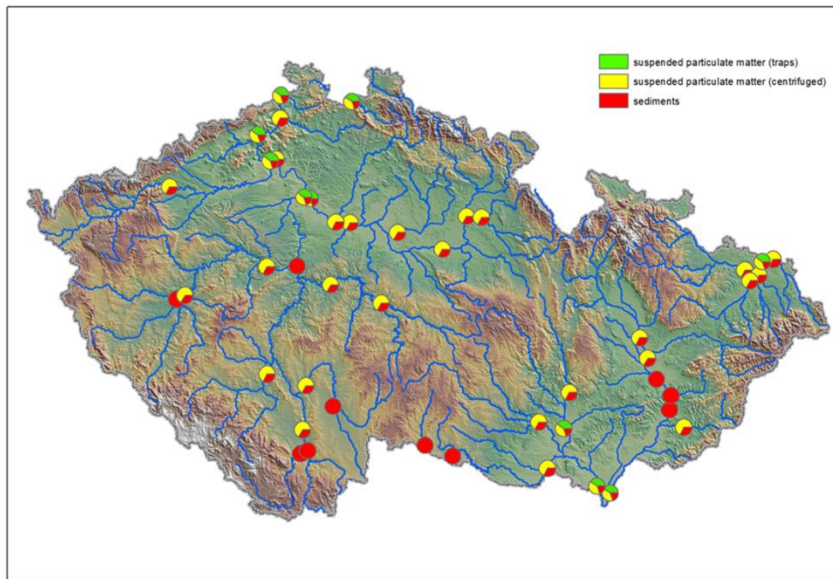 suspended particulate matter (traps)
suspended particulate matter (centrifuged)
sediments